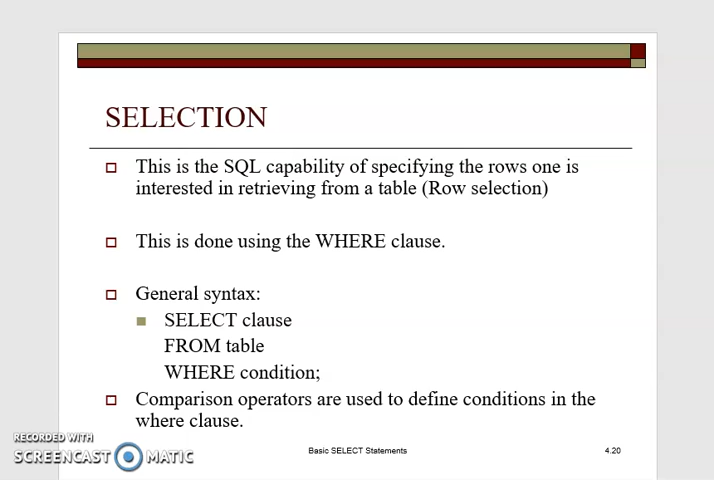 SELECTION
This is the SQL capability of specifying the rows one is
interested in retrieving from a table (Row selection)
This is done using the WHERE clause.
General syntax:
SELECT clause
FROM table
WHERE condition;
Comparison operators are used to define conditions in the
where clause.
RECORDED WITH
SCREENCAST MATIC
Basic SELECT Statements
4.20